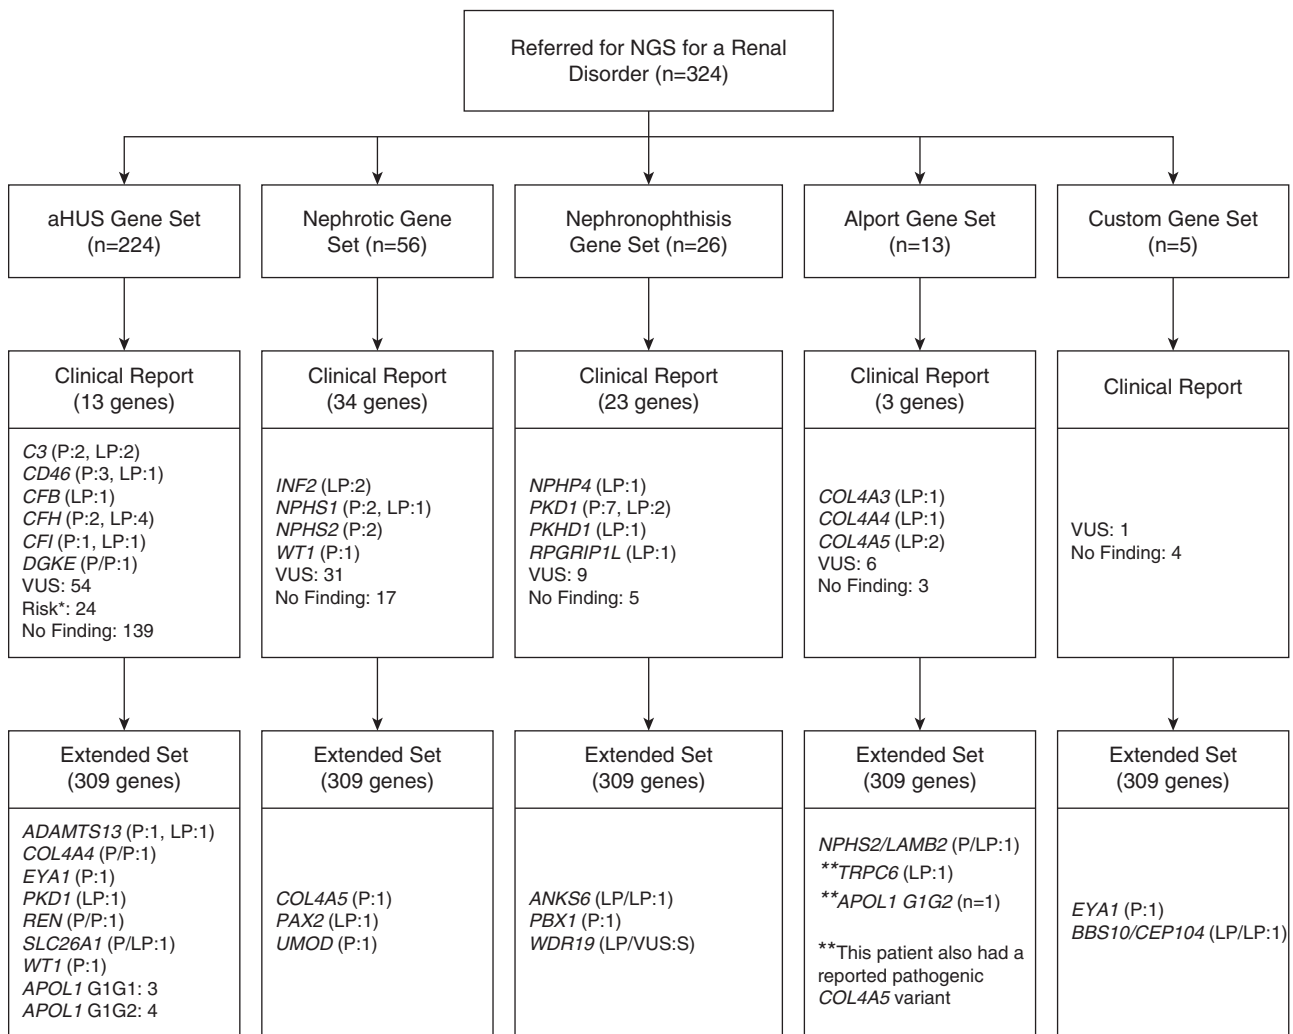 Referred for NGS for a Renal
Disorder (n=324)
aHUS Gene Set
(n=224)
Nephrotic Gene
Set (n=56)
Nephronophthisis
Gene Set (n=26)
Alport Gene Set
(n=13)
Custom Gene Set
(n=5)
Clinical Report
(13 genes)
C3 (P:2, LP:2)
CD46 (P:3, LP:1)
CFB (LP:1)
CFH (P:2, LP:4)
CFI (P:1, LP:1)
DGKE (P/P:1)
VUS: 54
Risk*: 24
No Finding: 139
Clinical Report
(34 genes)
INF2 (LP:2)
NPHS1 (P:2, LP:1)
NPHS2 (P:2)
WT1 (P:1)
VUS: 31
No Finding: 17
Clinical Report
(23 genes)
NPHP4 (LP:1)
PKD1 (P:7, LP:2)
PKHD1 (LP:1)
RPGRIP1L (LP:1)
VUS: 9
No Finding: 5
Clinical Report
(3 genes)
COL4A3 (LP:1)
COL4A4 (LP:1)
COL4A5 (LP:2)
VUS: 6
No Finding: 3
Clinical Report
VUS: 1
No Finding: 4
Extended Set
(309 genes)
ADAMTS13 (P:1, LP:1)
COL4A4 (P/P:1)
EYA1 (P:1)
PKD1 (LP:1)
REN (P/P:1)
SLC26A1 (P/LP:1)
WT1 (P:1)
APOL1 G1G1: 3
APOL1 G1G2: 4
Extended Set
(309 genes)
COL4A5 (P:1)
PAX2 (LP:1)
UMOD (P:1)
Extended Set
(309 genes)
ANKS6 (LP/LP:1)
PBX1 (P:1)
WDR19 (LP/VUS:S)
Extended Set
(309 genes)
NPHS2/LAMB2 (P/LP:1)
**TRPC6 (LP:1)
**APOL1 G1G2 (n=1)
**This patient also had a
reported pathogenic
COL4A5 variant
Extended Set
(309 genes)
EYA1 (P:1)
BBS10/CEP104 (LP/LP:1)